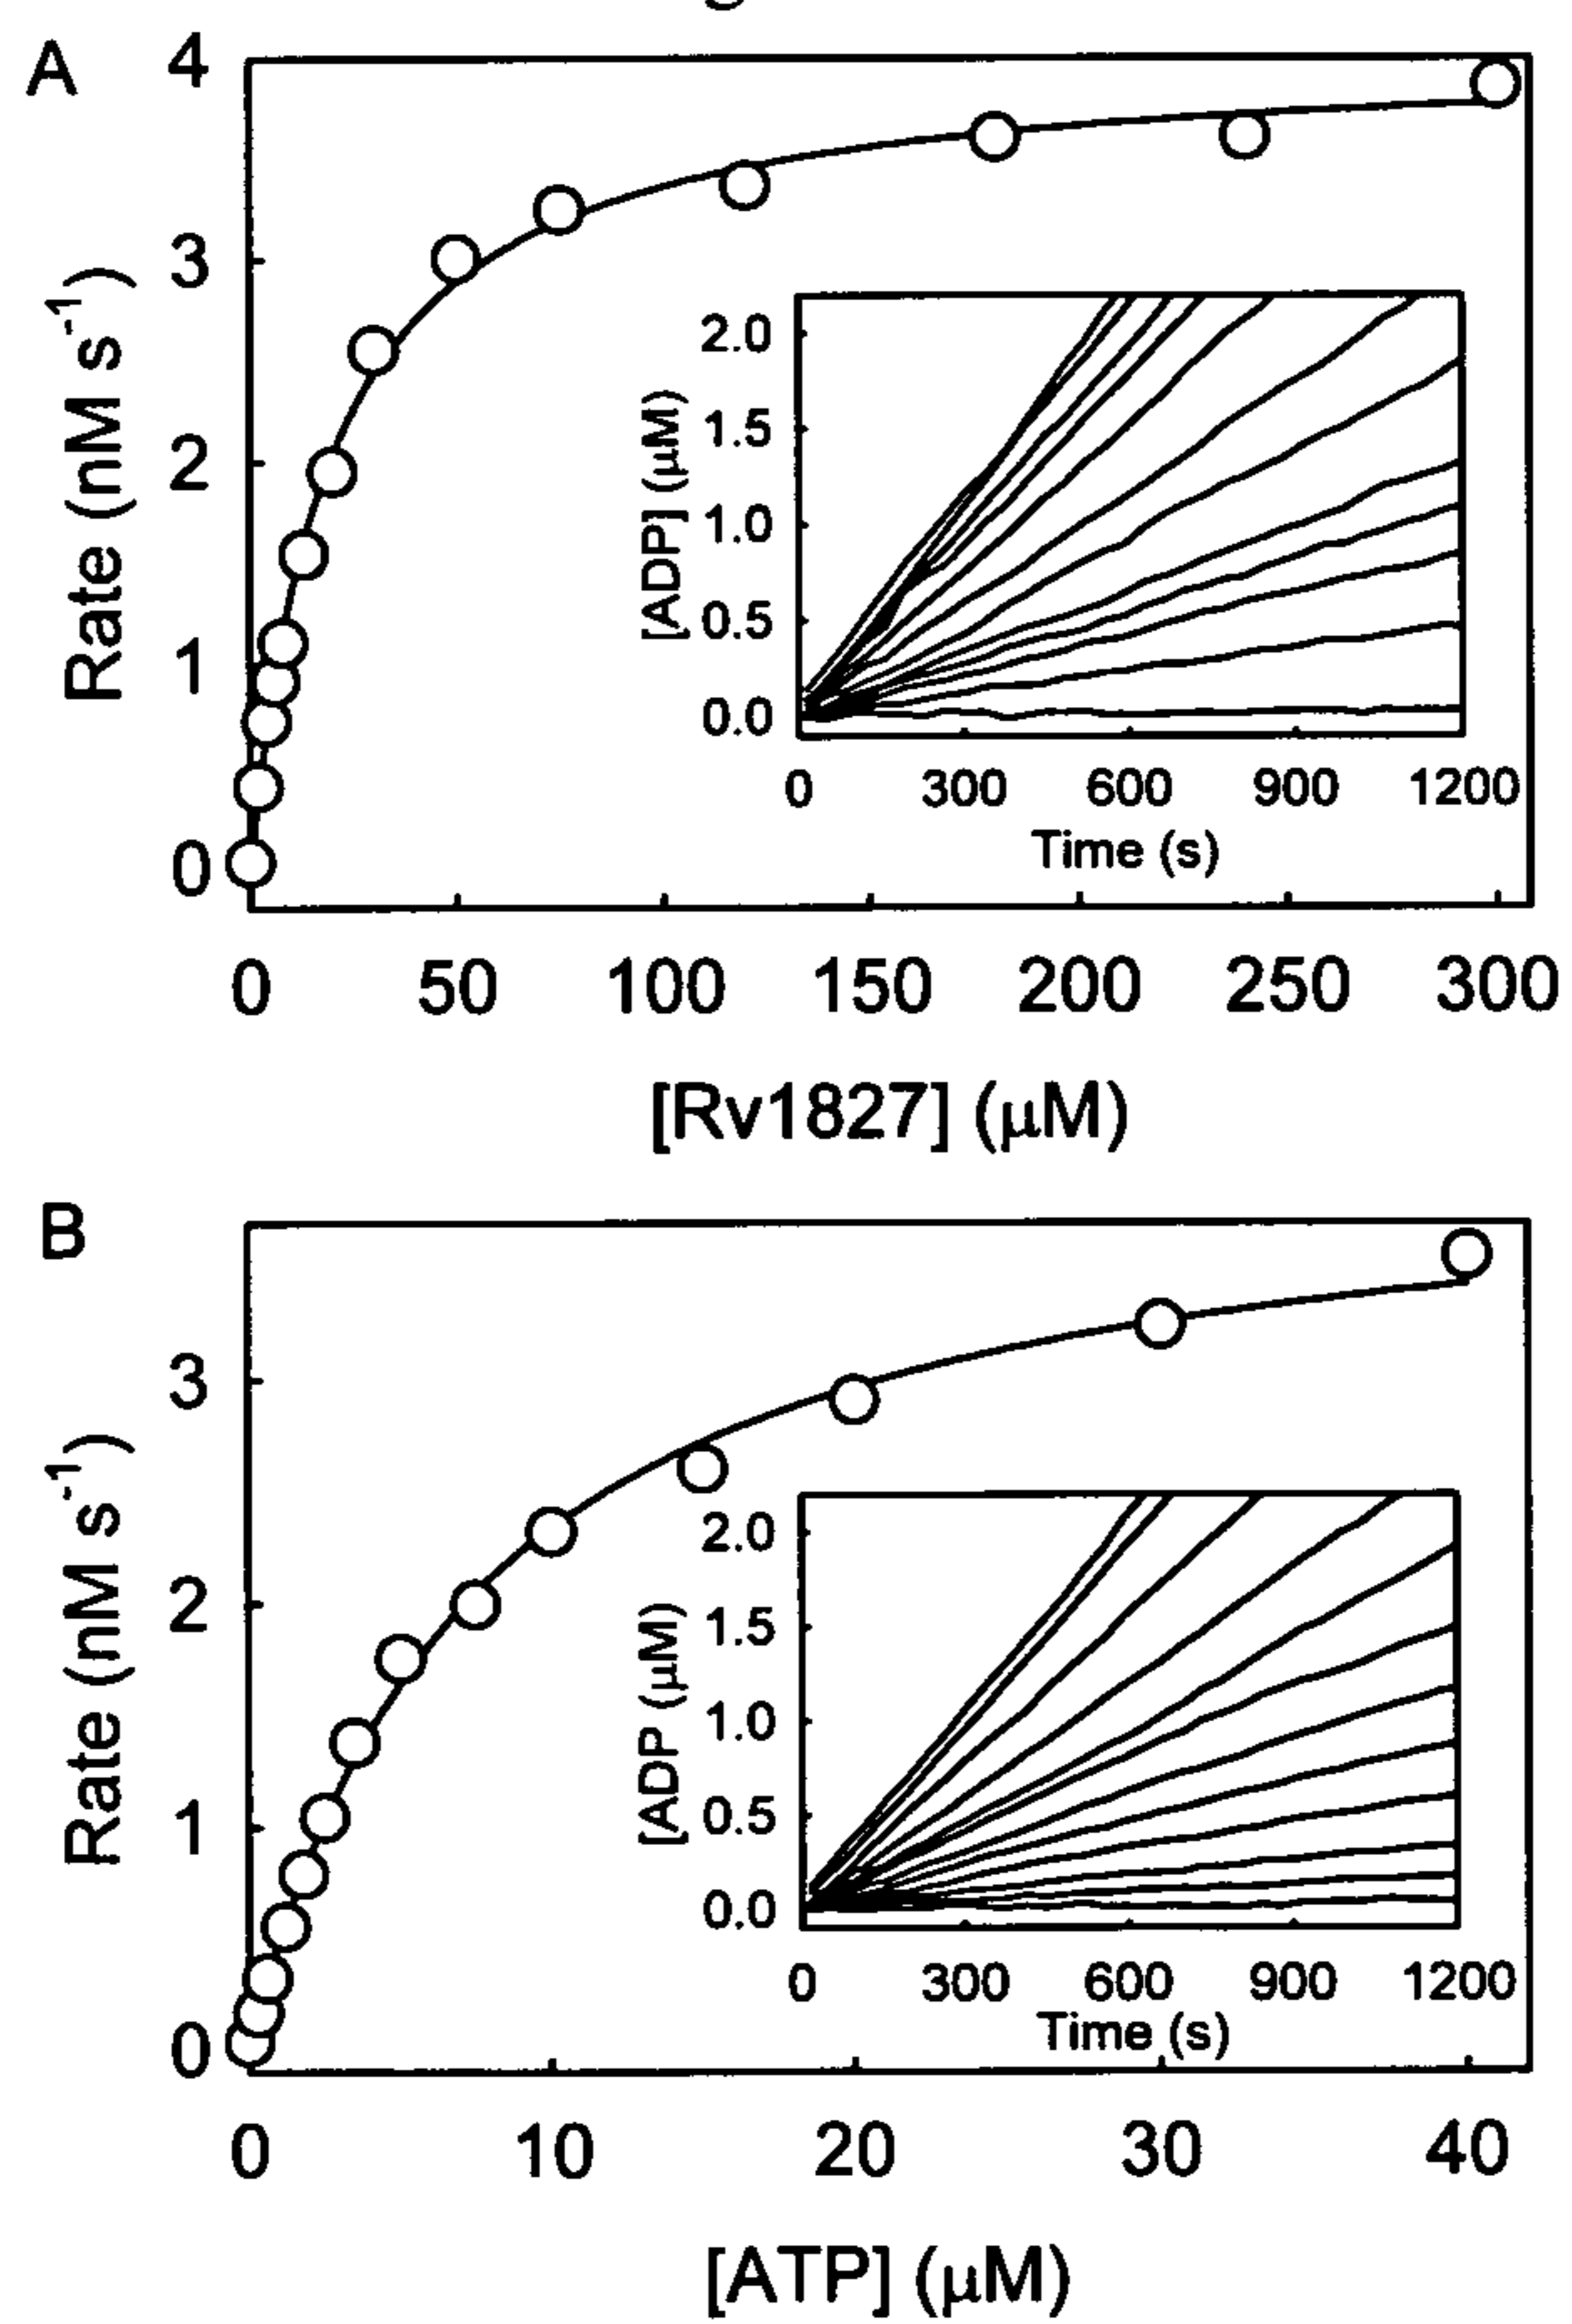 A
4
3
2
1
0
Rate (nM s-1)
2.0
1.5
1.0
0.5
0.0
[ADP] (μM)
0 300 600 900 1200
Time (s)
0 50 100 150 200 250 300
[Rv1827] (μM)
B
3
2
1
0
Rate (nM s-1)
2.0
1.5
1.0
0.5
0.0
[ADP (μM)
0 300 600 900 1200
Time (s)
0 10 20 30 40
[ATP] (μM)